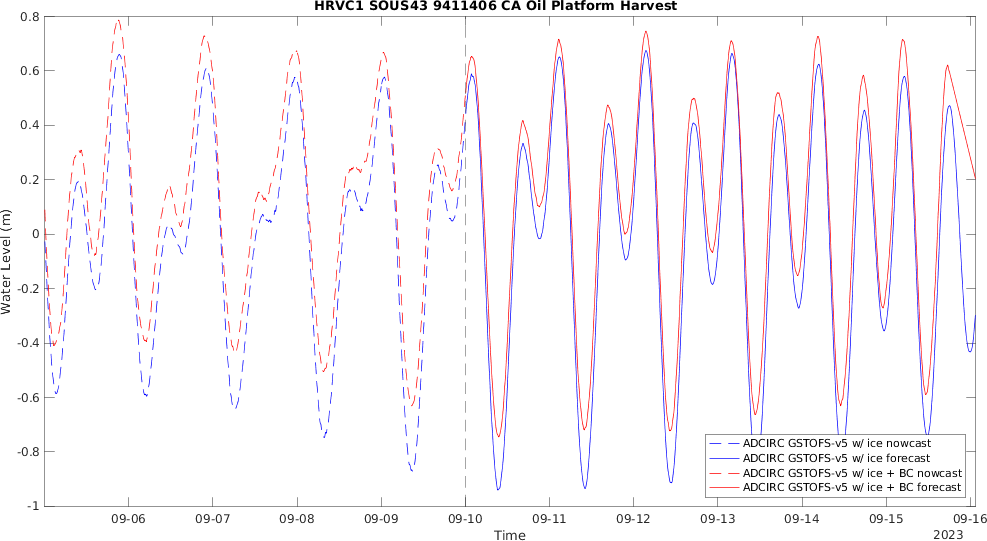 HRVC1 SOUS43 9411406 CA Oil Platform Harvest
0.8
0.6
0.4
0.2
0
-0.2
-0.4
-0.6
-0.8
-1
Water Level (m)
ADCIRC GSTOFS-v5 w/ ice nowcast
ADCIRC GSTOFS-v5 w/ ice forecast
ADCIRC GSTOFS-v5 w/ ice + BC nowcast
ADCIRC GSTOFS-v5 w/ ice + BC forecast
09-06 09-07 09-08 09-09 09-10 09-11 09-12 09-13 09-14 09-15 09-16
Time
2023